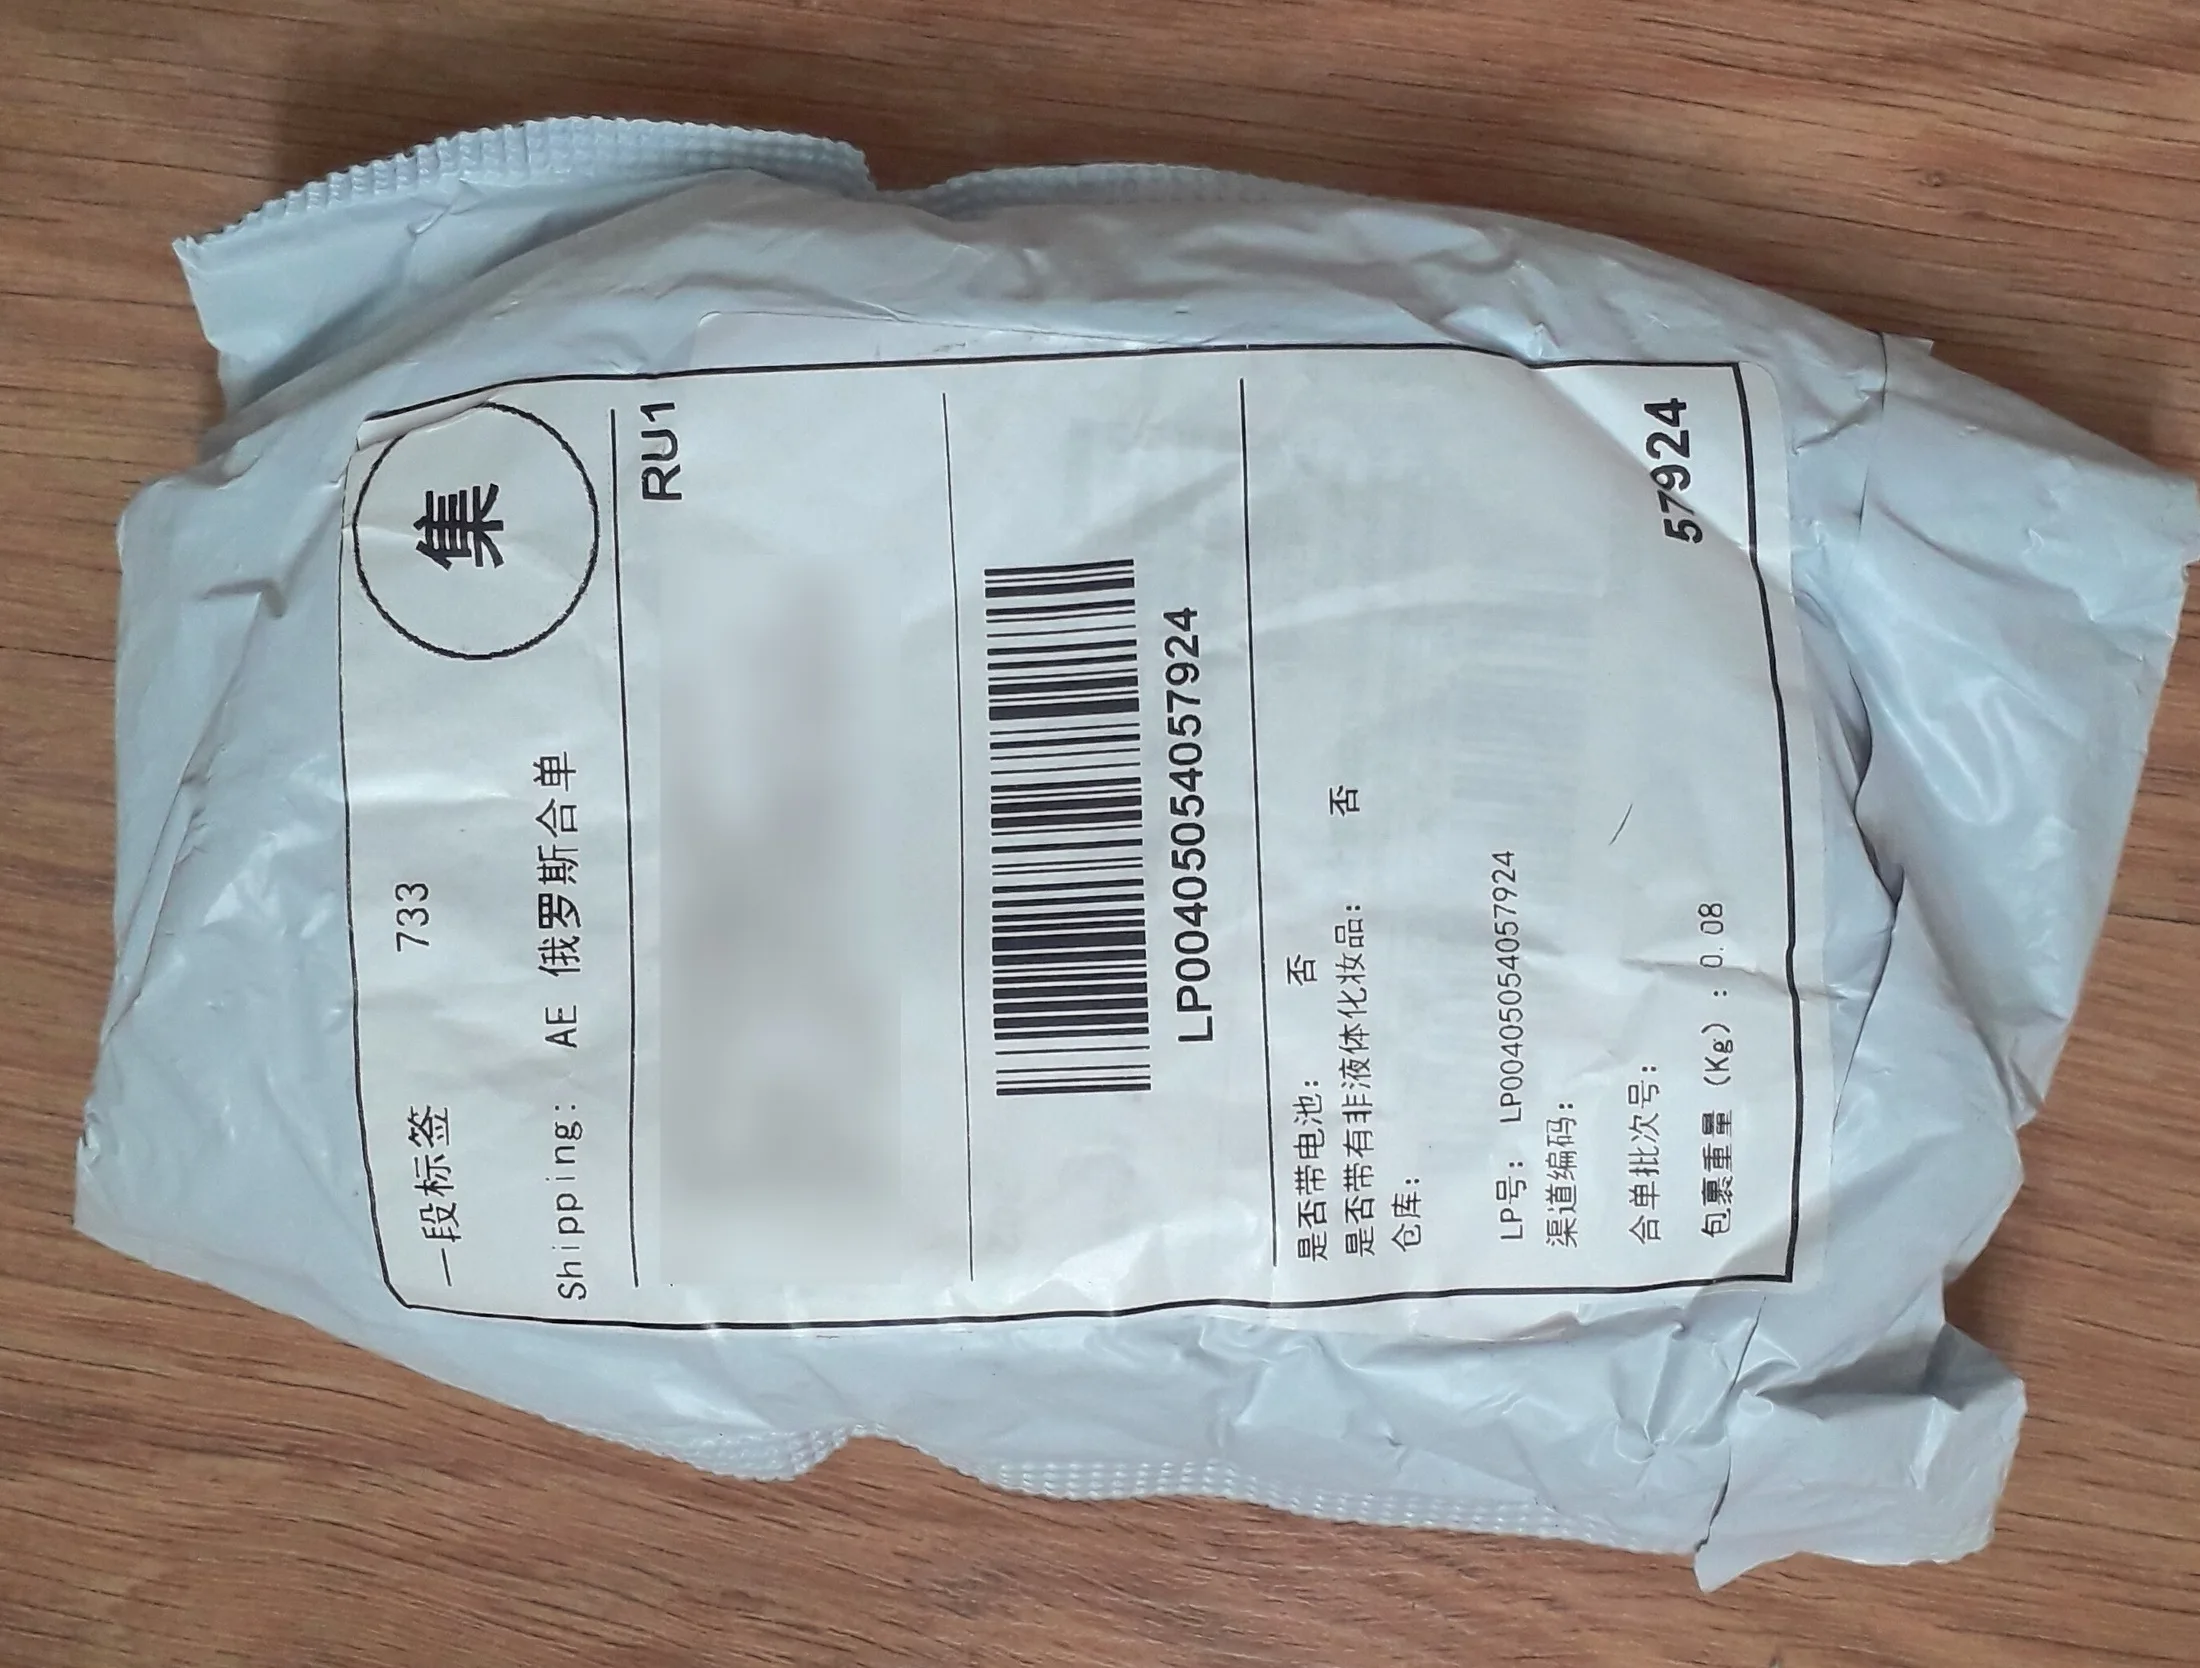 一段标签 733
集
Shipping: AE 俄罗斯合单
RU1
LP00405054057924
是否带电池: 否
是否带有非液体化妆品: 否
仓库:
LP号: LP00405054057924
渠道编码:
合单批次号:
包裹重量 (Kg) : 0.08
57924